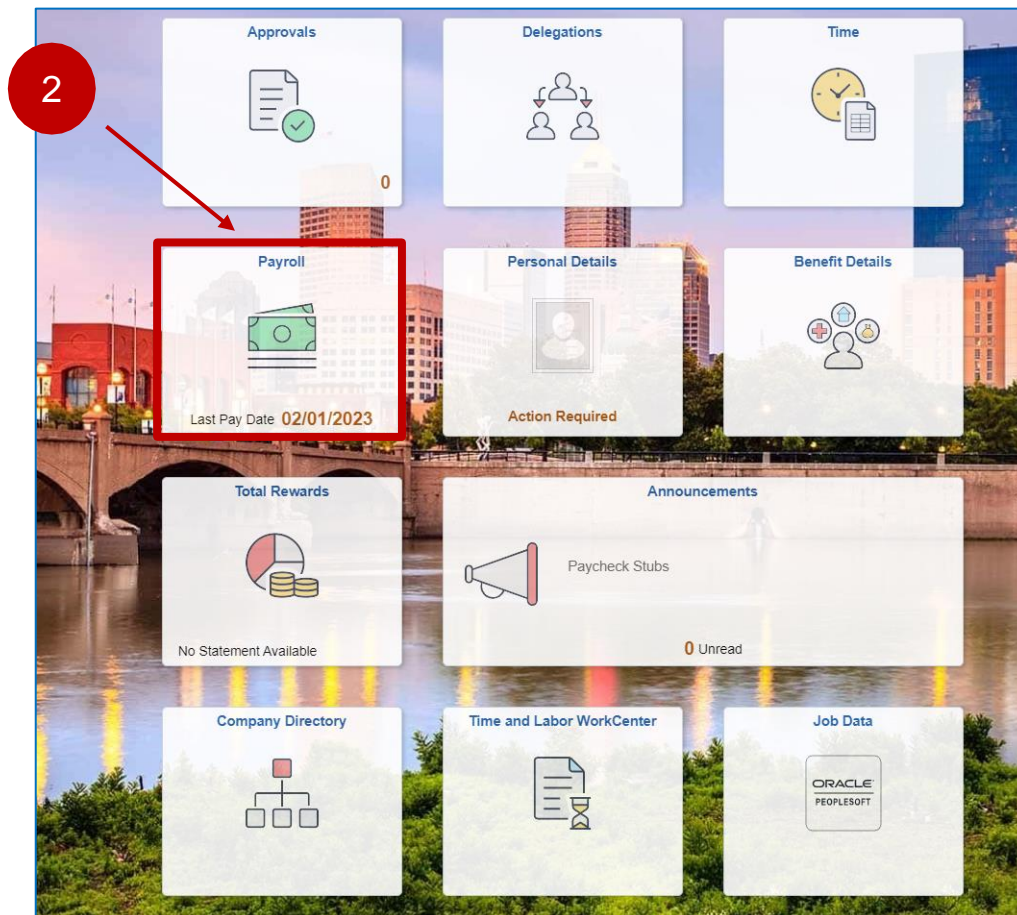 2
Approvals
0
Delegations
Time
Payroll
Last Pay Date 02/01/2023
Personal Details
Action Required
Benefit Details
Total Rewards
No Statement Available
Announcements
Paycheck Stubs
0 Unread
Company Directory
Time and Labor WorkCenter
Job Data
ORACLE
PEOPLESOFT